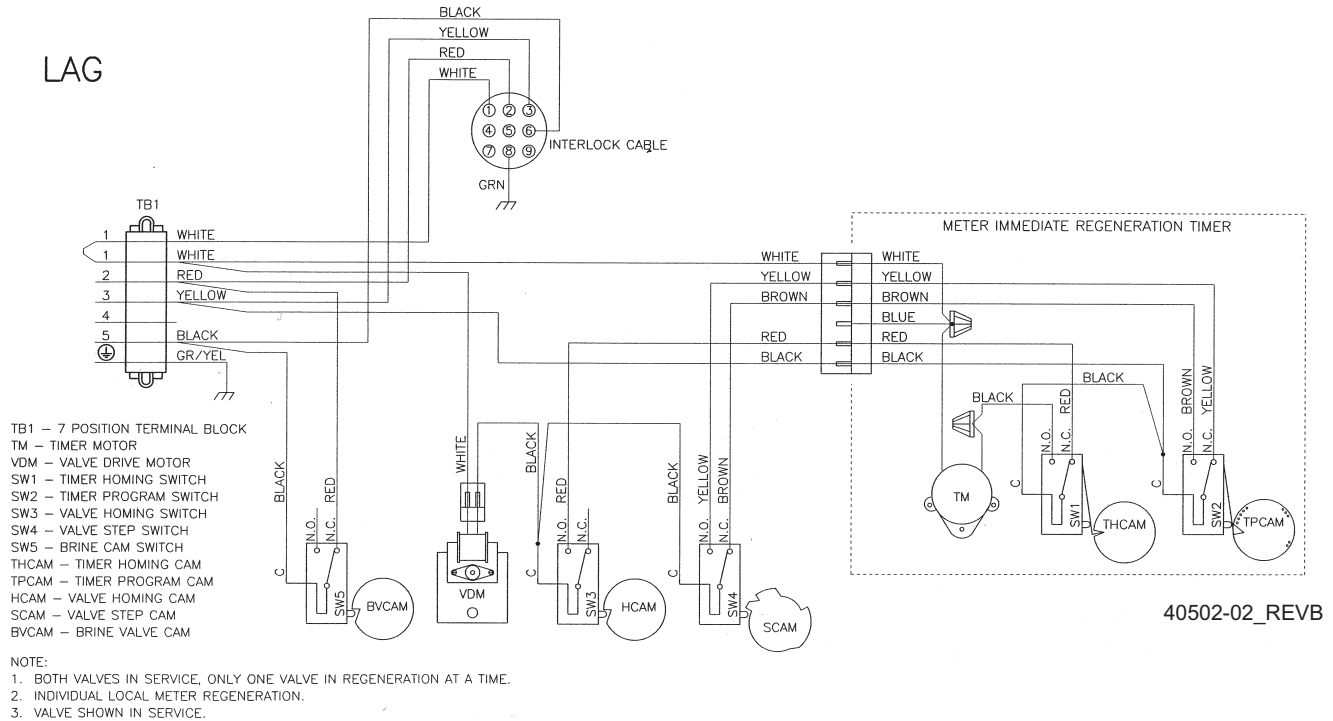 BLACK
YELLOW
RED
WHITE
LAG
1 2 3
4 5 6
7 8 9
INTERLOCK CABLE
GRN
TB1
METER IMMEDIATE REGENERATION TIMER
1 WHITE
1 WHITE
2 RED
3 YELLOW
4
5 BLACK
GR/YEL
WHITE WHITE
YELLOW YELLOW
BROWN BROWN
BLUE
RED RED
BLACK BLACK
BLACK
BLACK
RED
BROWN
YELLOW
N.O.
N.C.
N.O.
N.C.
C
C
TM
SW1
THCAM
SW2
TPCAM
TB1 – 7 POSITION TERMINAL BLOCK
TM – TIMER MOTOR
VDM – VALVE DRIVE MOTOR
SW1 – TIMER HOMING SWITCH
SW2 – TIMER PROGRAM SWITCH
SW3 – VALVE HOMING SWITCH
SW4 – VALVE STEP SWITCH
SW5 – BRINE CAM SWITCH
THCAM – TIMER HOMING CAM
TPCAM – TIMER PROGRAM CAM
HCAM – VALVE HOMING CAM
SCAM – VALVE STEP CAM
BVCAM – BRINE VALVE CAM
BLACK
RED
WHITE
BLACK
RED
BLACK
YELLOW
BROWN
C
N.O.
N.C.
C
N.O.
N.C.
C
N.O.
N.C.
SW5
BVCAM
VDM
SW3
HCAM
SW4
SCAM
40502-02_REVB
NOTE:
1. BOTH VALVES IN SERVICE, ONLY ONE VALVE IN REGENERATION AT A TIME.
2. INDIVIDUAL LOCAL METER REGENERATION.
3. VALVE SHOWN IN SERVICE.